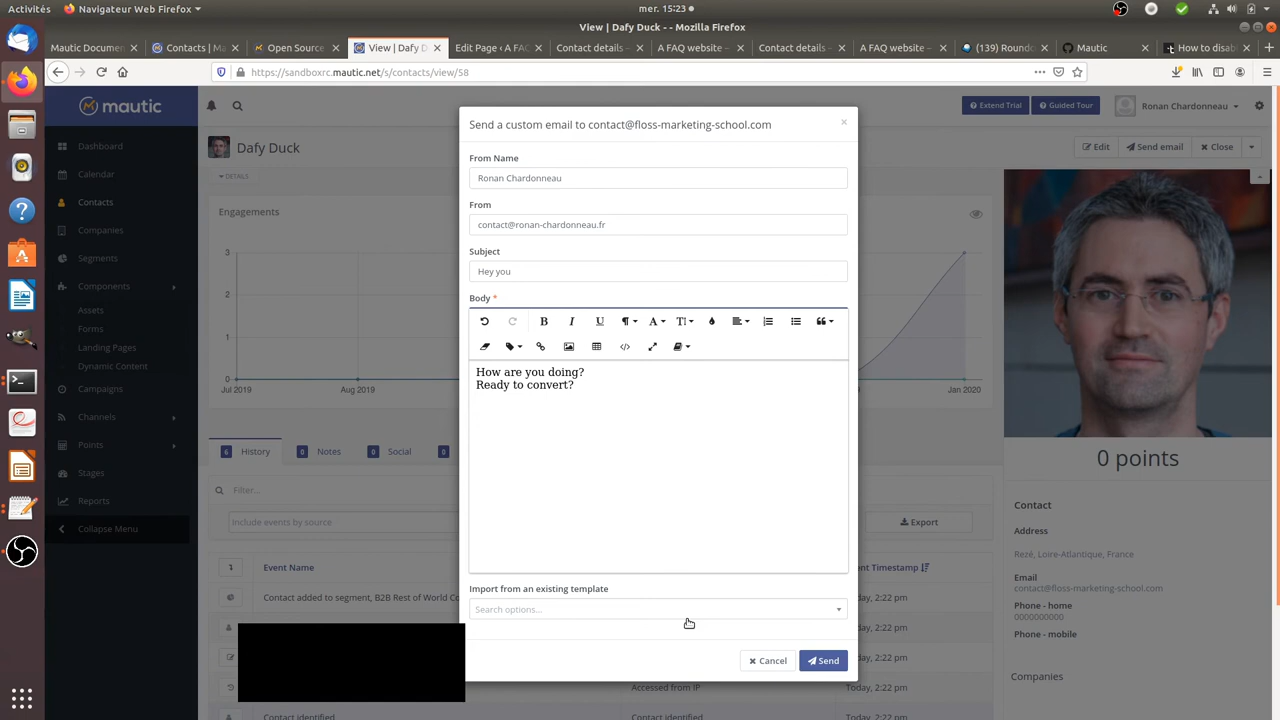 Activités
Navigateur Web Firefox
mer. 15:23
View | Dafy Duck - Mozilla Firefox
Mautic Documen
Contacts | M
Open Source
View | Dafy D
Edit Page ‹ A FA
Contact details –
A FAQ website –
Contact details –
A FAQ website –
(139) Roundc
Mautic
How to disab
https://sandboxrc.mautic.net/s/contacts/view/58
mautic
Extend Trial
Guided Tour
Ronan Chardonneau
Dashboard
Calendar
Contacts
Companies
Segments
Components
Assets
Forms
Landing Pages
Dynamic Content
Campaigns
Channels
Points
Stages
Reports
Collapse Menu
Dafy Duck
Edit
Send email
Close
DETAILS
Engagements
3
2
1
0
Jul 2019
Aug 2019
Jan 2020
6 History
0 Notes
0 Social
0
Filter...
Include events by source
Export
Event Name
Event Timestamp
Contact added to segment, B2B Rest of World Co
Today, 2:22 pm
Today, 2:22 pm
Today, 2:22 pm
Accessed from IP
Today, 2:22 pm
Contact identified
Contact identified
Today, 2:22 pm
Send a custom email to contact@floss-marketing-school.com
×
From Name
Ronan Chardonneau
From
contact@ronan-chardonneau.fr
Subject
Hey you
Body *
How are you doing?
Ready to convert?
Import from an existing template
Search options...
Cancel
Send
0 points
Contact
Address
Rezé, Loire-Atlantique, France
Email
contact@floss-marketing-school.com
Phone - home
0000000000
Phone - mobile
Companies